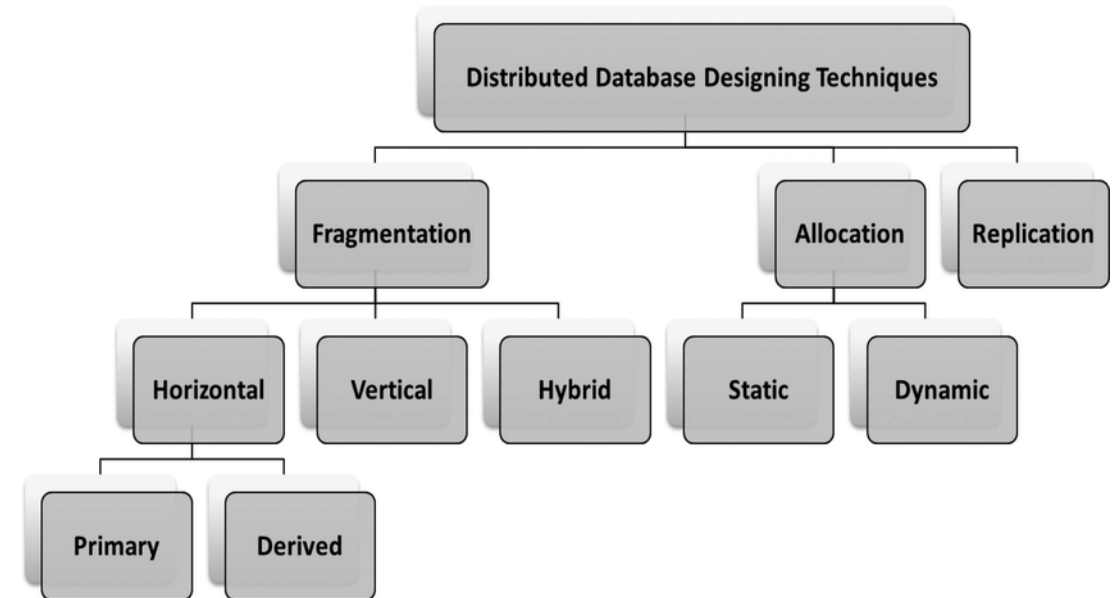 Distributed Database Designing Techniques
Fragmentation
Allocation
Replication
Horizontal
Vertical
Hybrid
Static
Dynamic
Primary
Derived